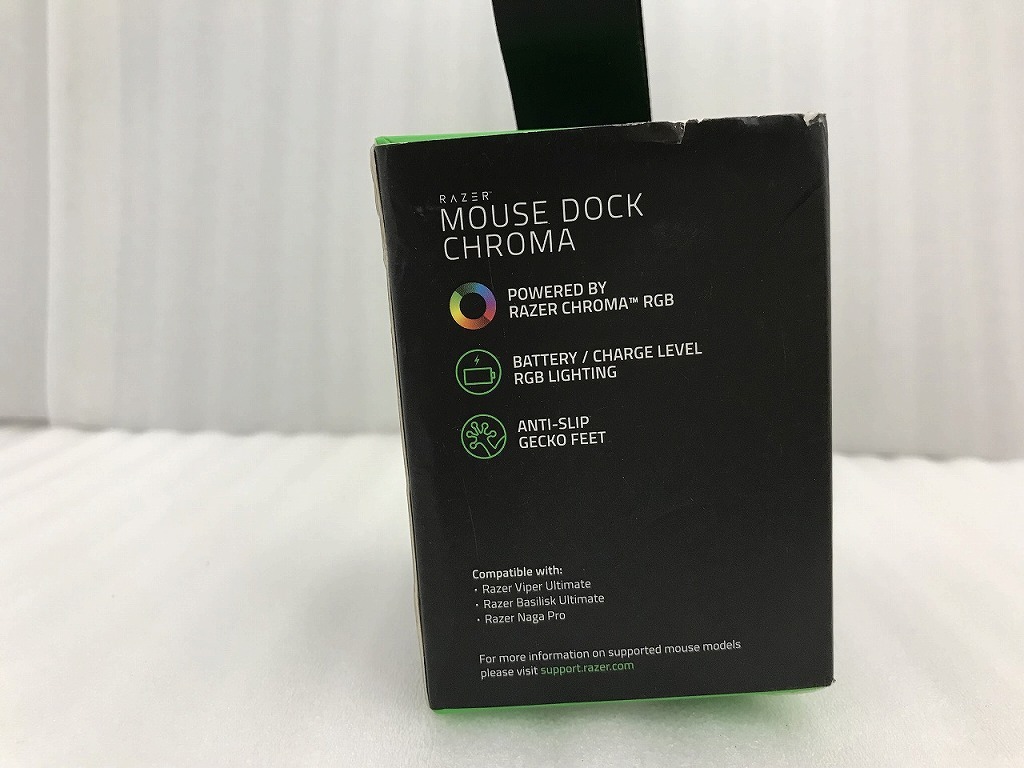 RAZER™
MOUSE DOCK
CHROMA
POWERED BY
RAZER CHROMA™ RGB
BATTERY / CHARGE LEVEL
RGB LIGHTING
ANTI-SLIP
GECKO FEET
Compatible with:
· Razer Viper Ultimate
· Razer Basilisk Ultimate
· Razer Naga Pro
For more information on supported mouse models
please visit support.razer.com